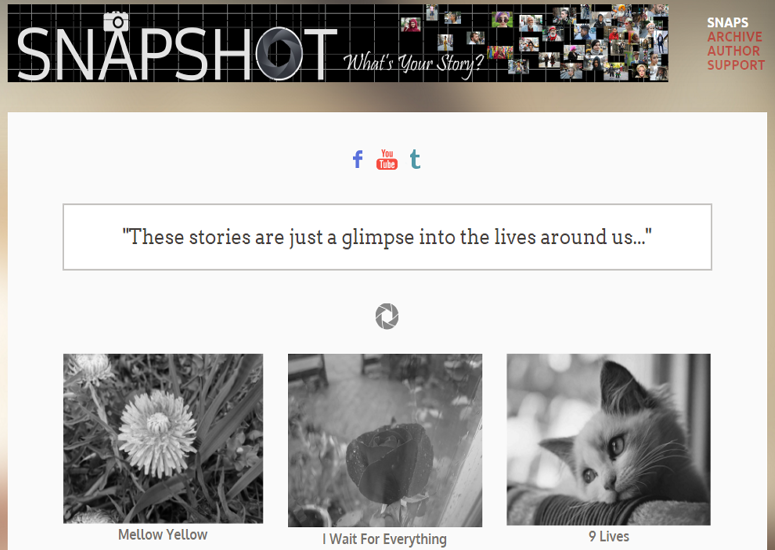 SNAPSHOT
What's Your Story?
SNAPS
ARCHIVE
AUTHOR
SUPPORT
f You Tube t
"These stories are just a glimpse into the lives around us..."
Mellow Yellow
I Wait For Everything
9 Lives